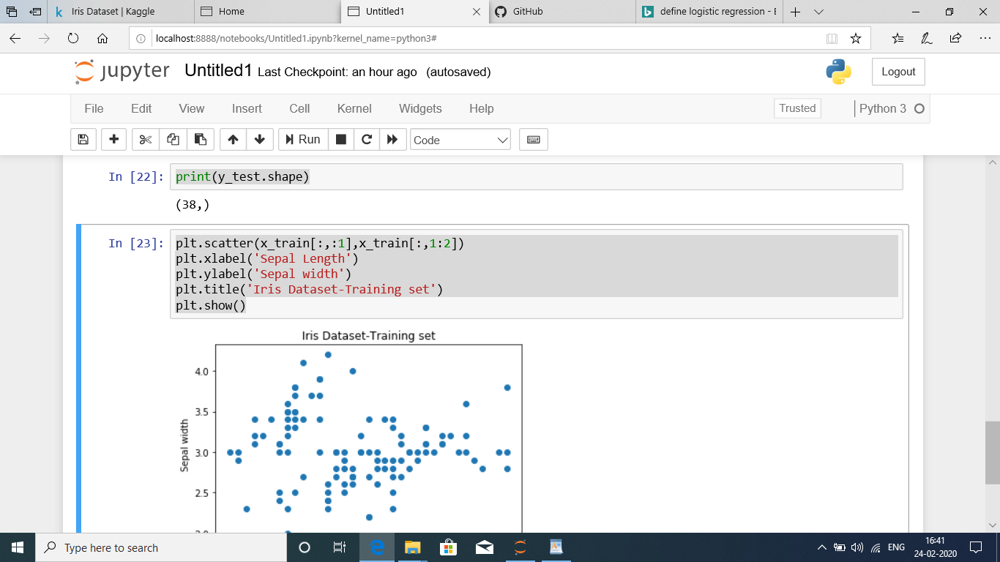 Iris Dataset | Kaggle
Home
Untitled1
GitHub
define logistic regression -
localhost:8888/notebooks/Untitled1.ipynb?kernel_name=python3#
jupyter Untitled1 Last Checkpoint: an hour ago (autosaved)
Logout
File Edit View Insert Cell Kernel Widgets Help
Trusted
Python 3
Run
Code
In [22]: print(y_test.shape)
(38,)
In [23]: plt.scatter(x_train[:,:1],x_train[:,1:2])
plt.xlabel('Sepal Length')
plt.ylabel('Sepal width')
plt.title('Iris Dataset-Training set')
plt.show()
Iris Dataset-Training set
4.0
3.5
Sepal width
3.0
2.5
Type here to search
ENG
16:41
24-02-2020